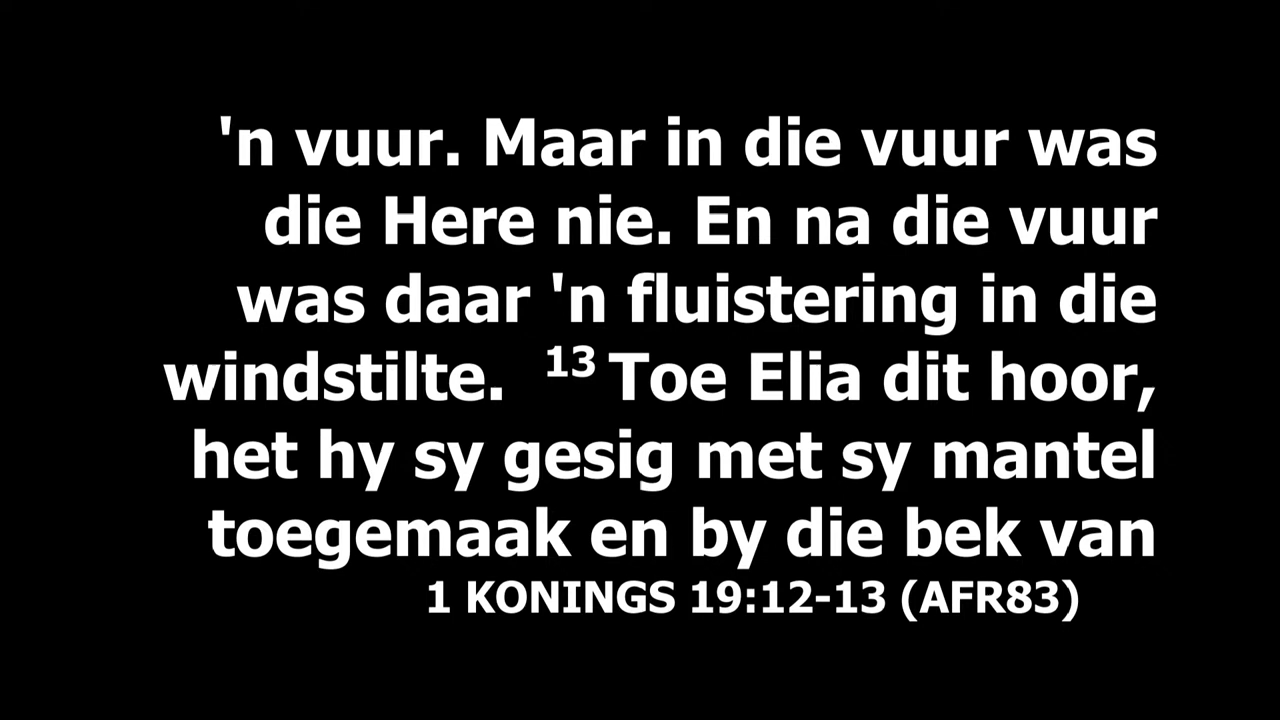 'n vuur. Maar in die vuur was
die Here nie. En na die vuur
was daar 'n fluistering in die
windstilte. 13 Toe Elia dit hoor,
het hy sy gesig met sy mantel
toegemaak en by die bek van
1 KONINGS 19:12-13 (AFR83)